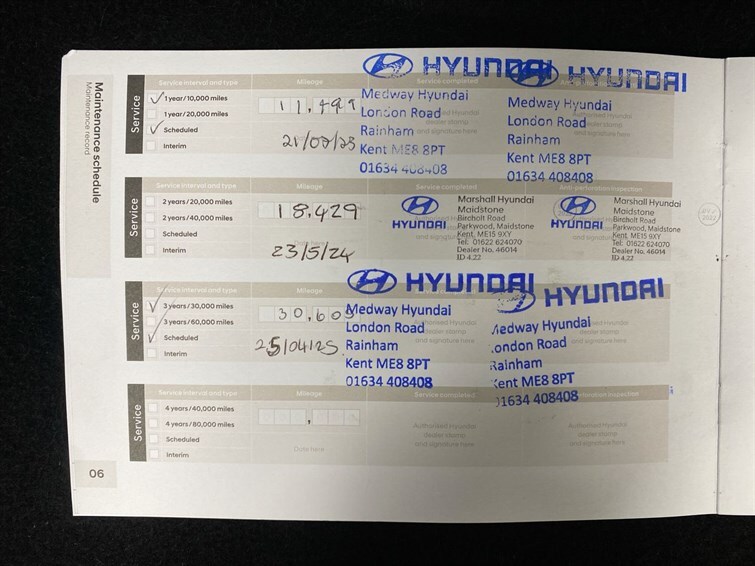 Maintenance schedule
Maintenance record
Service
Service interval and type
Mileage
Service completed
1 year/10,000 miles
1 year/20,000 miles
Scheduled
Interim
11,499
HYUNDAI
Medway Hyundai
London Road
Rainham
Kent ME8 8PT
01634 408408
HYUNDAI
Medway Hyundai
London Road
Rainham
Kent ME8 8PT
01634 408408
Service
Service interval and type
Mileage
Service completed
Anti-perforation inspection
2 years/20,000 miles
2 years/40,000 miles
Scheduled
Interim
18,429
23/5/24
HYUNDAI
Marshall Hyundai
Maidstone
Bircholt Road
Parkwood, Maidstone
Kent, ME15 9XY
Tel: 01622 624070
Dealer No. 46014
ID 4.22
HYUNDAI
Marshall Hyundai
Maidstone
Bircholt Road
Parkwood, Maidstone
Kent, ME15 9XY
Tel: 01622 624070
Dealer No. 46014
ID 4.22
Service
Service interval and type
Mileage
3 years/30,000 miles
3 years/60,000 miles
Scheduled
Interim
25/04/25
HYUNDAI
Medway Hyundai
London Road
Rainham
Kent ME8 8PT
01634 408408
HYUNDAI
Medway Hyundai
London Road
Rainham
Kent ME8 8PT
01634 408408
Service
Service interval and type
Mileage
Service completed
4 years/40,000 miles
4 years/80,000 miles
Scheduled
Interim
Date here
Authorised Hyundai
dealer stamp
and signature here
Authorised Hyundai
dealer stamp
and signature here
06